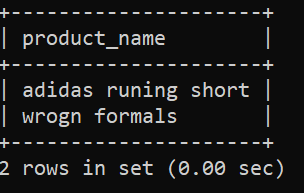 +---------------------+
| product_name        |
+---------------------+
| adidas runing short |
| wrogn formals       |
+---------------------+
2 rows in set (0.00 sec)